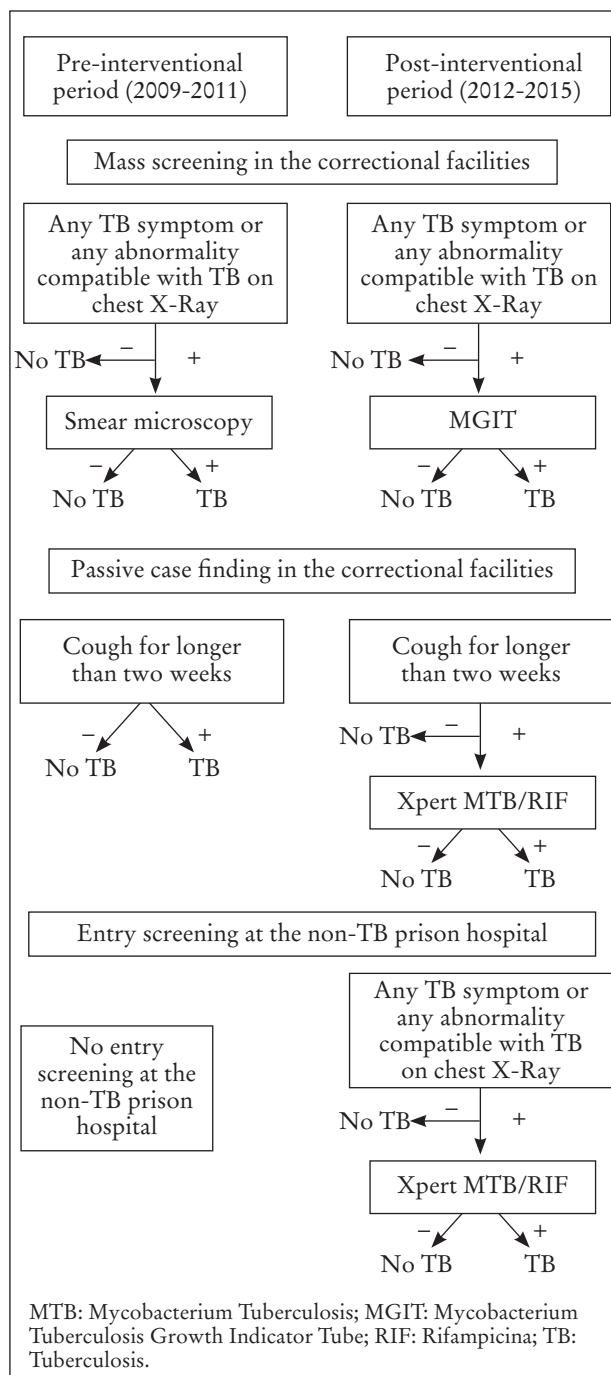 Pre-interventional
period (2009-2011)
Post-interventional
period (2012-2015)
Mass screening in the correctional facilities
Any TB symptom or
any abnormality
compatible with TB on
chest X-Ray
Any TB symptom or
any abnormality
compatible with TB on
chest X-Ray
−
No TB
+
−
No TB
+
Smear microscopy
MGIT
−
+
No TB
TB
−
+
No TB
TB
Passive case finding in the correctional facilities
Cough for longer
than two weeks
Cough for longer
than two weeks
−
+
No TB
TB
−
No TB
+
Xpert MTB/RIF
−
+
No TB
TB
Entry screening at the non-TB prison hospital
No entry
screening at the
non-TB prison
hospital
Any TB symptom or
any abnormality
compatible with TB
on chest X-Ray
−
No TB
+
Xpert MTB/RIF
−
+
No TB
TB
MTB: Mycobacterium Tuberculosis; MGIT: Mycobacterium
Tuberculosis Growth Indicator Tube; RIF: Rifampicina; TB:
Tuberculosis.